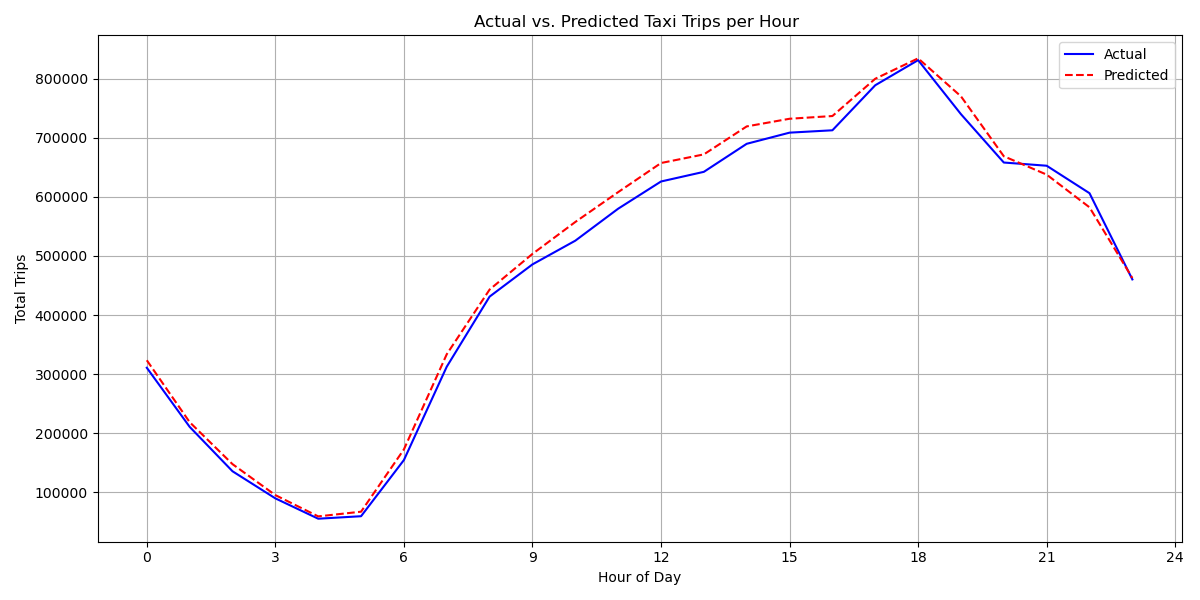 Actual vs. Predicted Taxi Trips per Hour
Actual
Predicted
Total Trips
800000
700000
600000
500000
400000
300000
200000
100000
0 3 6 9 12 15 18 21 24
Hour of Day